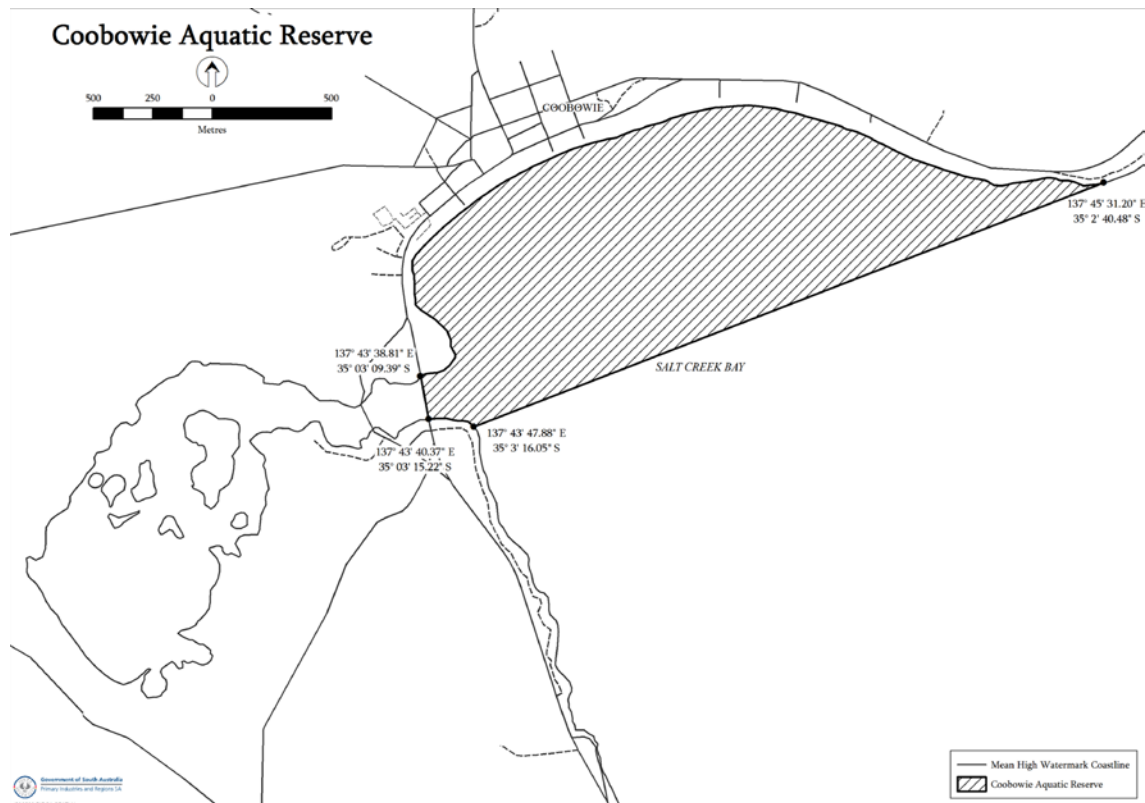 Coobowie Aquatic Reserve
500 250 0 500
Metres
COOBOWIE
137° 45' 31.20" E
35° 2' 40.48" S
137° 43' 38.81" E
35° 03' 09.39" S
SALT CREEK BAY
137° 43' 47.88" E
35° 3' 16.05" S
137° 43' 40.37" E
35° 03' 15.22" S
Mean High Watermark Coastline
Coobowie Aquatic Reserve
Government of South Australia
Primary Industries and Regions SA